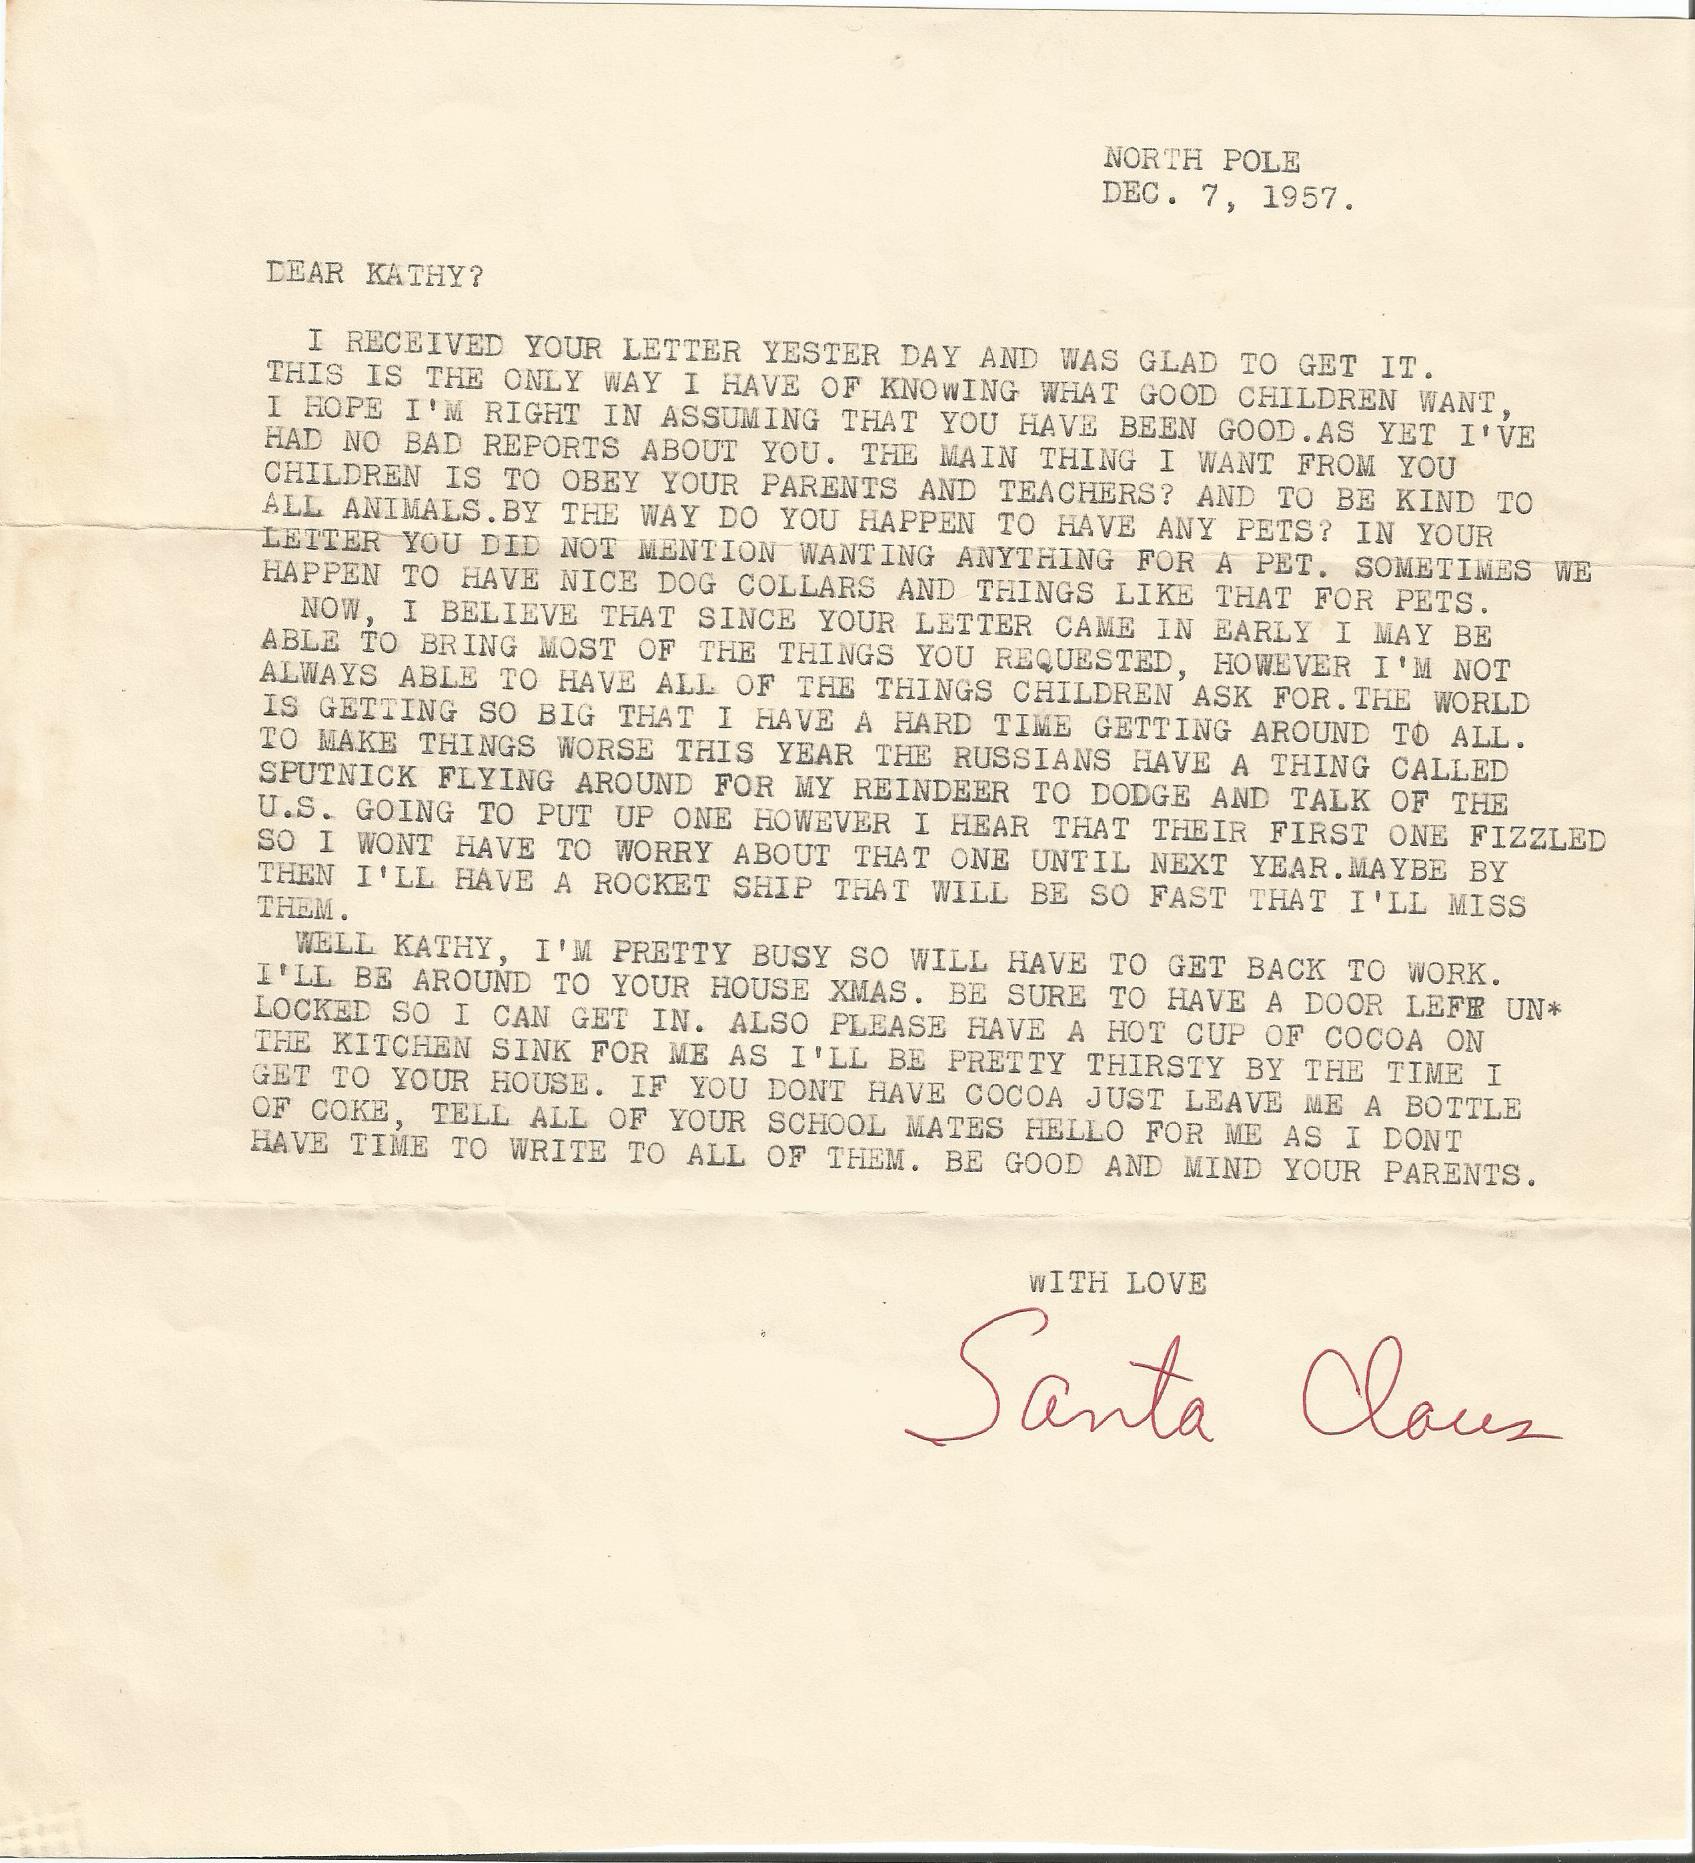 NORTH POLE
DEC. 7, 1957.
DEAR KATHY?
I RECEIVED YOUR LETTER YESTER DAY AND WAS GLAD TO GET IT.
THIS IS THE ONLY WAY I HAVE OF KNOWING WHAT GOOD CHILDREN WANT,
I HOPE I'M RIGHT IN ASSUMING THAT YOU HAVE BEEN GOOD.AS YET I'VE
HAD NO BAD REPORTS ABOUT YOU. THE MAIN THING I WANT FROM YOU
CHILDREN IS TO OBEY YOUR PARENTS AND TEACHERS? AND TO BE KIND TO
ALL ANIMALS.BY THE WAY DO YOU HAPPEN TO HAVE ANY PETS? IN YOUR
LETTER YOU DID NOT MENTION WANTING ANYTHING FOR A PET. SOMETIMES WE
HAPPEN TO HAVE NICE DOG COLLARS AND THINGS LIKE THAT FOR PETS.
NOW, I BELIEVE THAT SINCE YOUR LETTER CAME IN EARLY I MAY BE
ABLE TO BRING MOST OF THE THINGS YOU REQUESTED, HOWEVER I'M NOT
ALWAYS ABLE TO HAVE ALL OF THE THINGS CHILDREN ASK FOR.THE WORLD
IS GETTING SO BIG THAT I HAVE A HARD TIME GETTING AROUND TO ALL.
TO MAKE THINGS WORSE THIS YEAR THE RUSSIANS HAVE A THING CALLED
SPUTNICK FLYING AROUND FOR MY REINDEER TO DODGE AND TALK OF THE
U.S. GOING TO PUT UP ONE HOWEVER I HEAR THAT THEIR FIRST ONE FIZZLED
SO I WONT HAVE TO WORRY ABOUT THAT ONE UNTIL NEXT YEAR.MAYBE BY
THEN I'LL HAVE A ROCKET SHIP THAT WILL BE SO FAST THAT I'LL MISS
THEM.
WELL KATHY, I'M PRETTY BUSY SO WILL HAVE TO GET BACK TO WORK.
I'LL BE AROUND TO YOUR HOUSE XMAS. BE SURE TO HAVE A DOOR LEFT UN*
LOCKED SO I CAN GET IN. ALSO PLEASE HAVE A HOT CUP OF COCOA ON
THE KITCHEN SINK FOR ME AS I'LL BE PRETTY THIRSTY BY THE TIME I
GET TO YOUR HOUSE. IF YOU DONT HAVE COCOA JUST LEAVE ME A BOTTLE
OF COKE, TELL ALL OF YOUR SCHOOL MATES HELLO FOR ME AS I DONT
HAVE TIME TO WRITE TO ALL OF THEM. BE GOOD AND MIND YOUR PARENTS.
wITH LOVE
Santa Claus